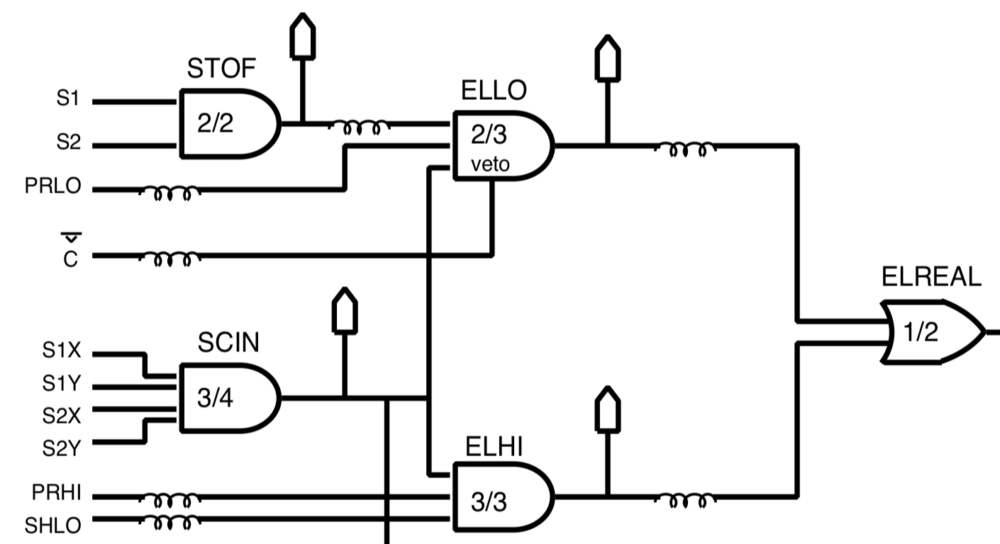 STOF
S1
2/2
S2
PRLO
C̄
ELLO
2/3
veto
ELREAL
1/2
SCIN
S1X
S1Y
3/4
S2X
S2Y
ELHI
PRHI
3/3
SHLO